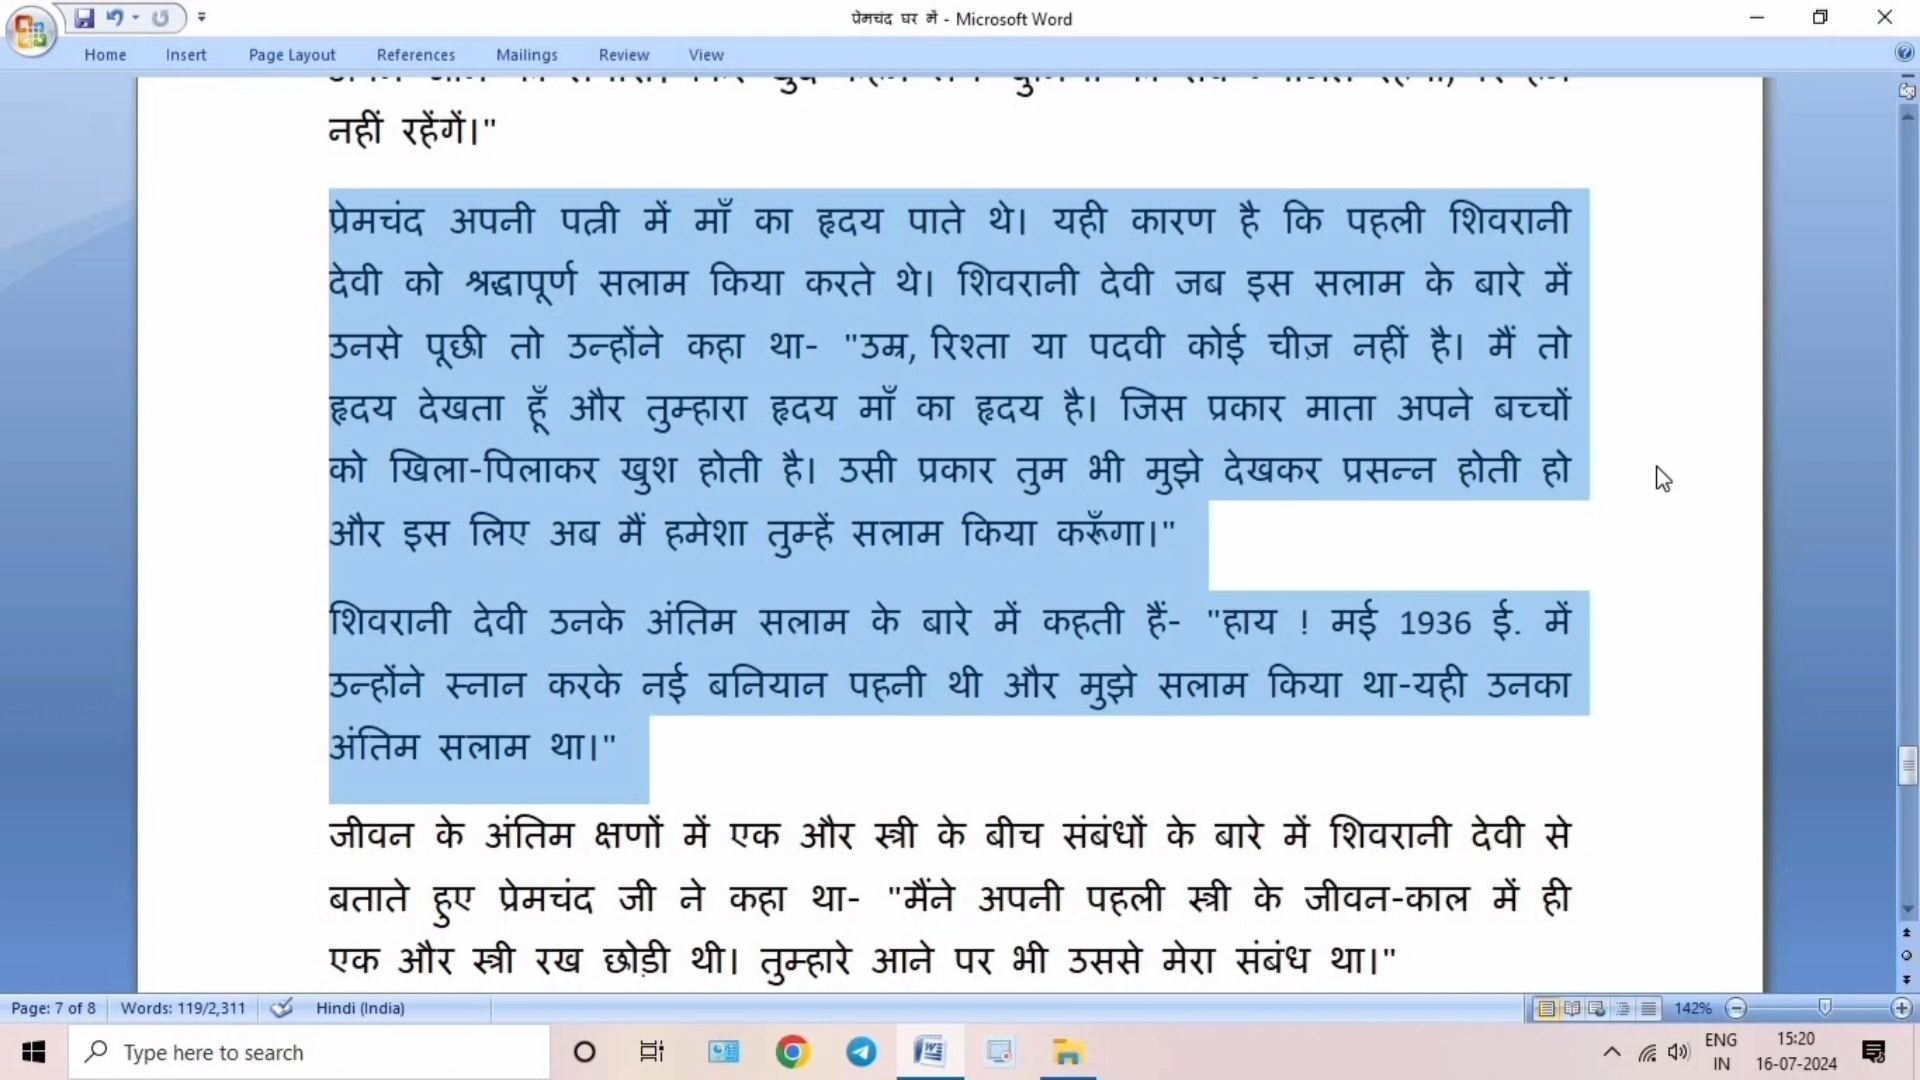 प्रेमचंद घर में - Microsoft Word
Home Insert Page Layout References Mailings Review View
नहीं रहेंगें।"
प्रेमचंद अपनी पत्नी में माँ का हृदय पाते थे। यही कारण है कि पहली शिवरानी
देवी को श्रद्धापूर्ण सलाम किया करते थे। शिवरानी देवी जब इस सलाम के बारे में
उनसे पूछी तो उन्होंने कहा था- "उम्र, रिश्ता या पदवी कोई चीज़ नहीं है। मैं तो
हृदय देखता हूँ और तुम्हारा हृदय माँ का हृदय है। जिस प्रकार माता अपने बच्चों
को खिला-पिलाकर खुश होती है। उसी प्रकार तुम भी मुझे देखकर प्रसन्न होती हो
और इस लिए अब मैं हमेशा तुम्हें सलाम किया करूँगा।"
शिवरानी देवी उनके अंतिम सलाम के बारे में कहती हैं- "हाय ! मई 1936 ई. में
उन्होंने स्नान करके नई बनियान पहनी थी और मुझे सलाम किया था-यही उनका
अंतिम सलाम था।"
जीवन के अंतिम क्षणों में एक और स्त्री के बीच संबंधों के बारे में शिवरानी देवी से
बताते हुए प्रेमचंद जी ने कहा था- "मैंने अपनी पहली स्त्री के जीवन-काल में ही
एक और स्त्री रख छोड़ी थी। तुम्हारे आने पर भी उससे मेरा संबंध था।"
Page: 7 of 8 Words: 119/2,311 Hindi (India) 142%
Type here to search ENG 15:20
IN 16-07-2024